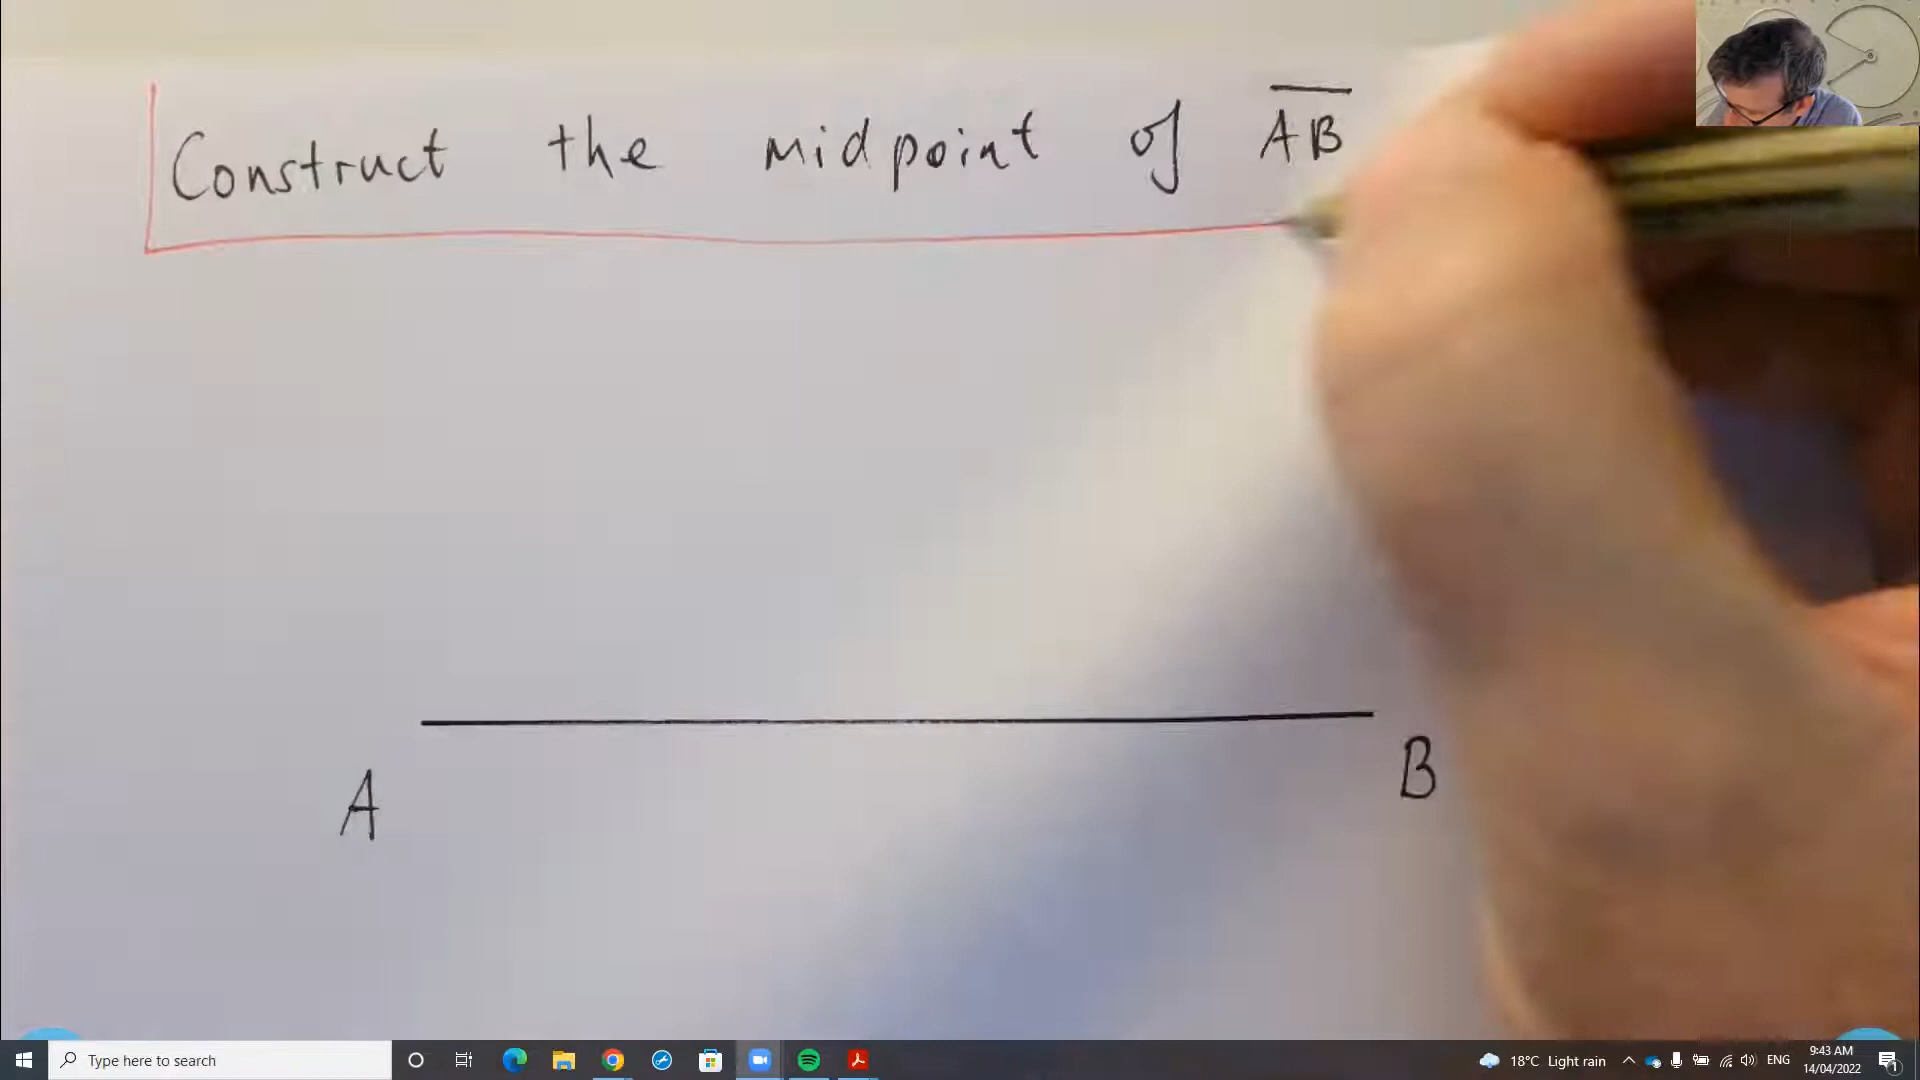 Construct the midpoint of AB
A
B
Type here to search
18°C Light rain
ENG
9:43 AM
14/04/2022
1